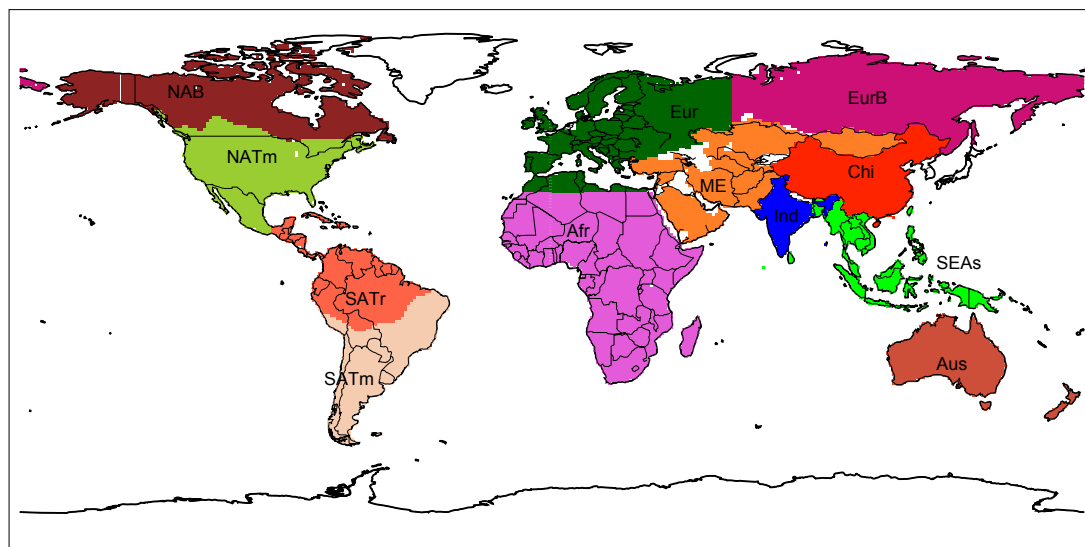 NAB
Eur
EurB
NATm
ME
Chi
Ind
Afr
SEAs
SATr
Aus
SATm